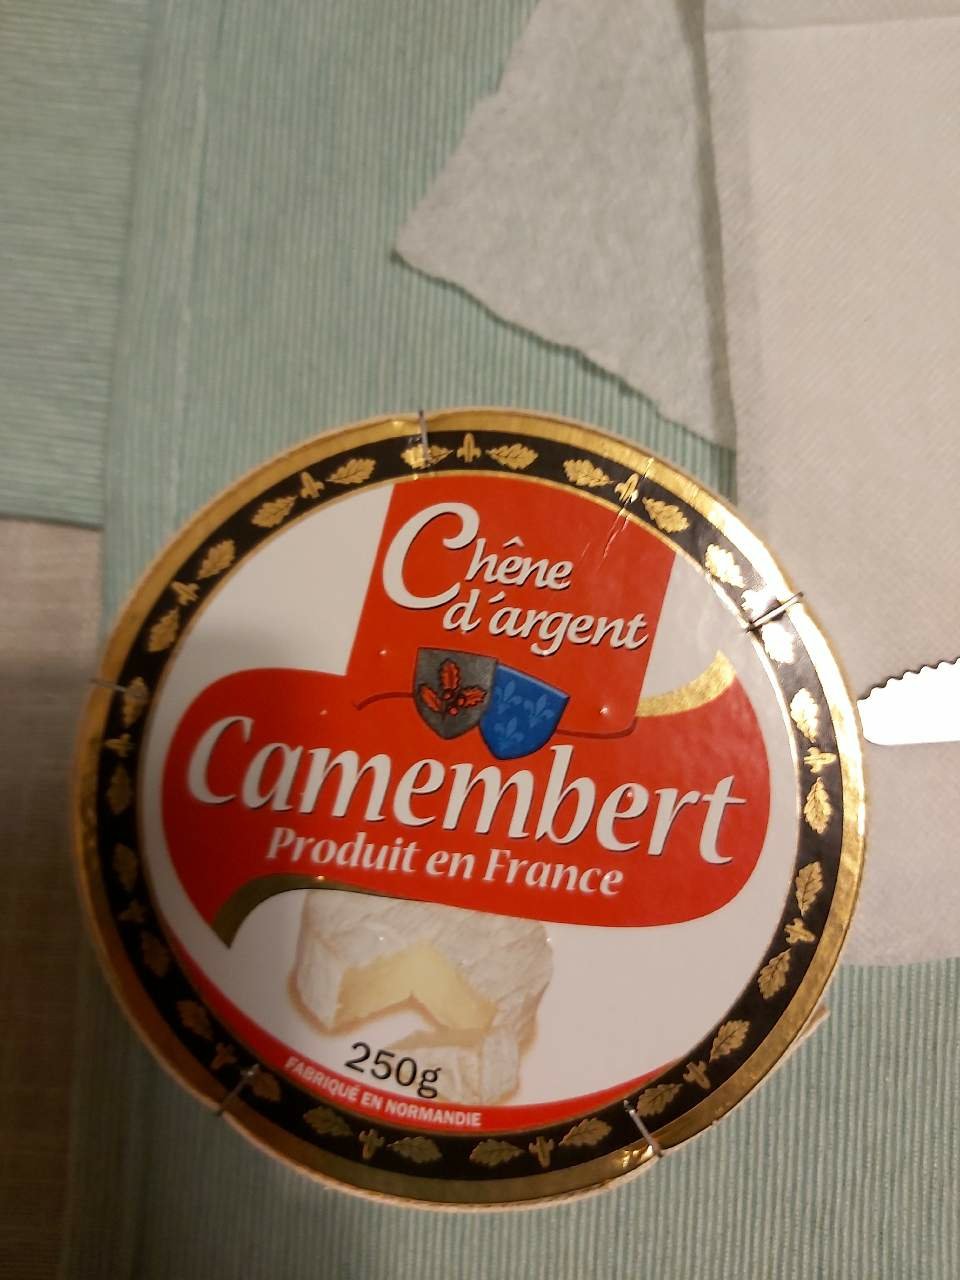 Chêne
d'argent
Camembert
Produit en France
250g
FABRIQUÉ EN NORMANDIE